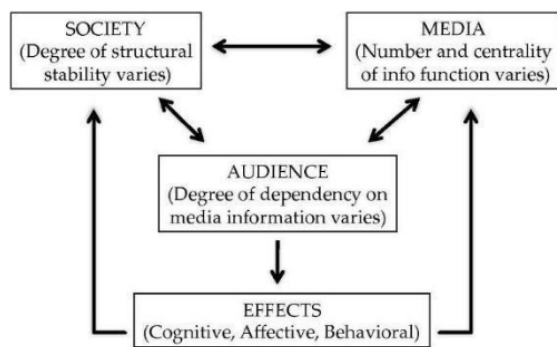 SOCIETY
(Degree of structural
stability varies)
MEDIA
(Number and centrality
of info function varies)
AUDIENCE
(Degree of dependency on
media information varies)
EFFECTS
(Cognitive, Affective, Behavioral)